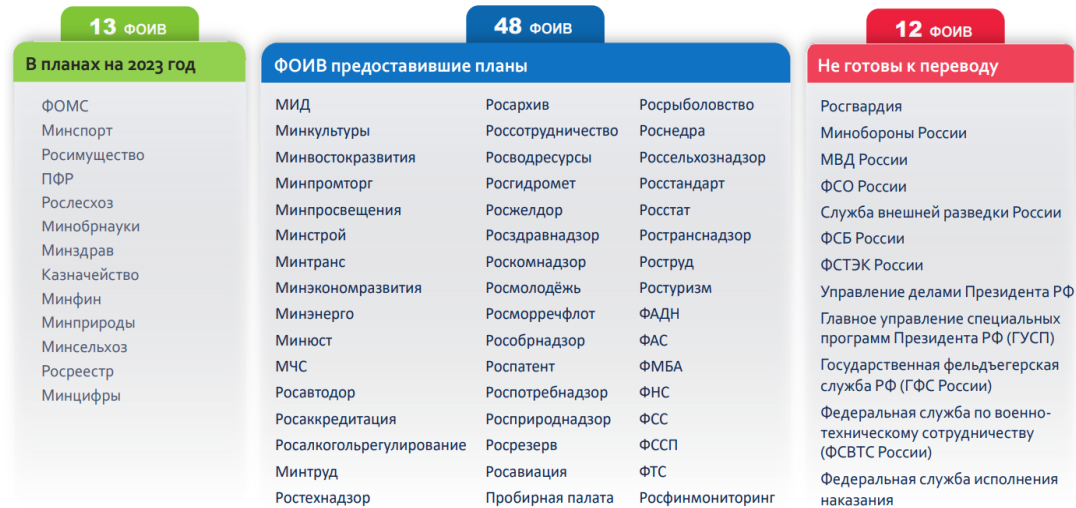 13 ФОИВ
В планах на 2023 год
ФОМС
Минспорт
Росимущество
ПФР
Рослесхоз
Минобрнауки
Минздрав
Казначейство
Минфин
Минприроды
Минсельхоз
Росреестр
Минцифры
48 ФОИВ
ФОИВ предоставившие планы
МИД
Минкультуры
Минвостокразвития
Минпромторг
Минпросвещения
Минстрой
Минтранс
Минэкономразвития
Минэнерго
Минюст
МЧС
Росавтодор
Росаккредитация
Росалкогольрегулирование
Минтруд
Ростехнадзор
Росархив
Россотрудничество
Росводресурсы
Росгидромет
Росжелдор
Росздравнадзор
Роскомнадзор
Росмолодёжь
Росморречфлот
Рособрнадзор
Роспатент
Роспотребнадзор
Росприроднадзор
Росрезерв
Росавиация
Пробирная палата
Росрыболовство
Роснедра
Россельхознадзор
Росстандарт
Росстат
Ространснадзор
Роструд
Ростуризм
ФАДН
ФАС
ФМБА
ФНС
ФСС
ФССП
ФТС
Росфинмониторинг
12 ФОИВ
Не готовы к переводу
Росгвардия
Минобороны России
МВД России
ФСО России
Служба внешней разведки России
ФСБ России
ФСТЭК России
Управление делами Президента РФ
Главное управление специальных
программ Президента РФ (ГУСП)
Государственная фельдъегерская
служба РФ (ГФС России)
Федеральная служба по военно-
техническому сотрудничеству
(ФСВТС России)
Федеральная служба исполнения
наказания